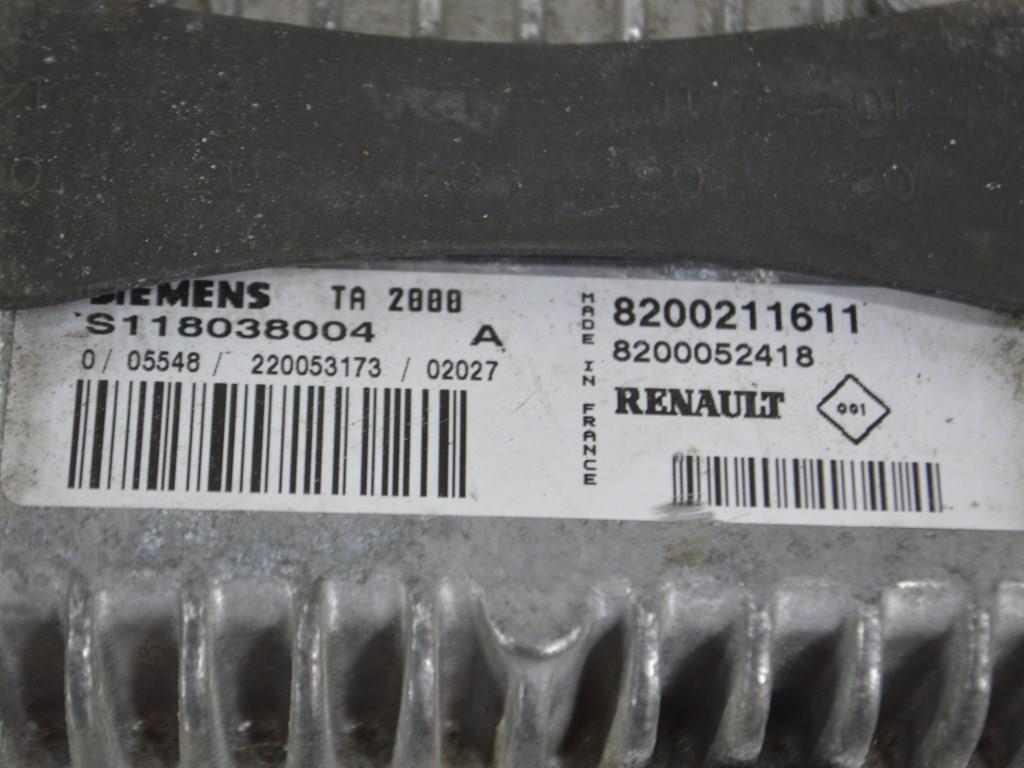 SIEMENS TA 2000
S118038004 A
0/ 05548 / 220053173 / 02027
MADE IN FRANCE
8200211611
8200052418
RENAULT 001